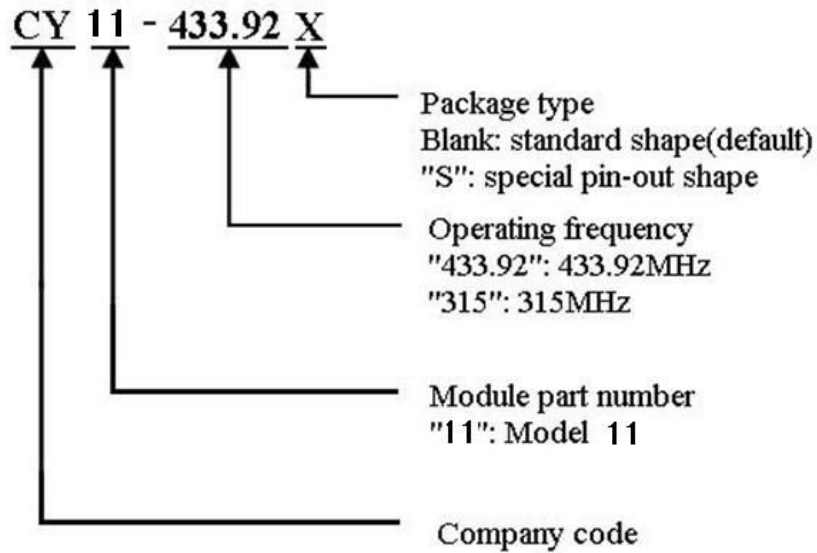 CY 11 - 433.92 X
Package type
Blank: standard shape(default)
"S": special pin-out shape
Operating frequency
"433.92": 433.92MHz
"315": 315MHz
Module part number
"11": Model 11
Company code